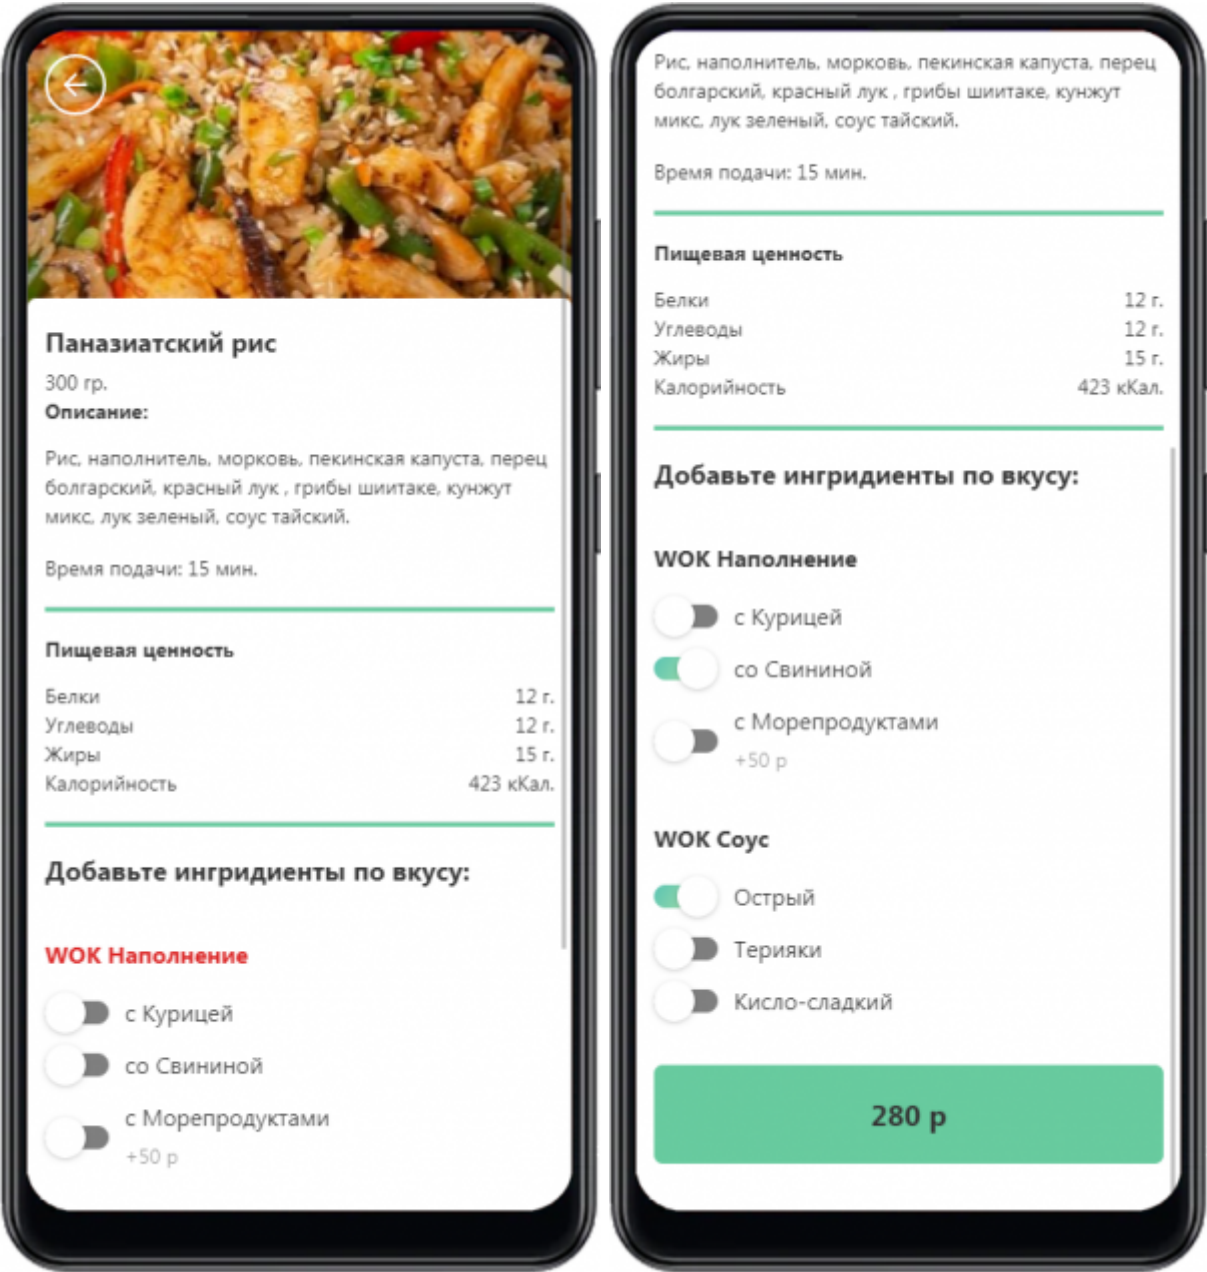 Паназиатский рис
300 гр.
Описание:
Рис, наполнитель, морковь, пекинская капуста, перец
болгарский, красный лук , грибы шиитаке, кунжут
микс, лук зеленый, соус тайский.
Время подачи: 15 мин.
Пищевая ценность
Белки 12 г.
Углеводы 12 г.
Жиры 15 г.
Калорийность 423 кКал.
Добавьте ингридиенты по вкусу:
WOK Наполнение
с Курицей
со Свининой
с Морепродуктами
+50 р
Рис, наполнитель, морковь, пекинская капуста, перец
болгарский, красный лук , грибы шиитаке, кунжут
микс, лук зеленый, соус тайский.
Время подачи: 15 мин.
Пищевая ценность
Белки 12 г.
Углеводы 12 г.
Жиры 15 г.
Калорийность 423 кКал.
Добавьте ингридиенты по вкусу:
WOK Наполнение
с Курицей
со Свининой
с Морепродуктами
+50 р
WOK Соус
Острый
Терияки
Кисло-сладкий
280 р